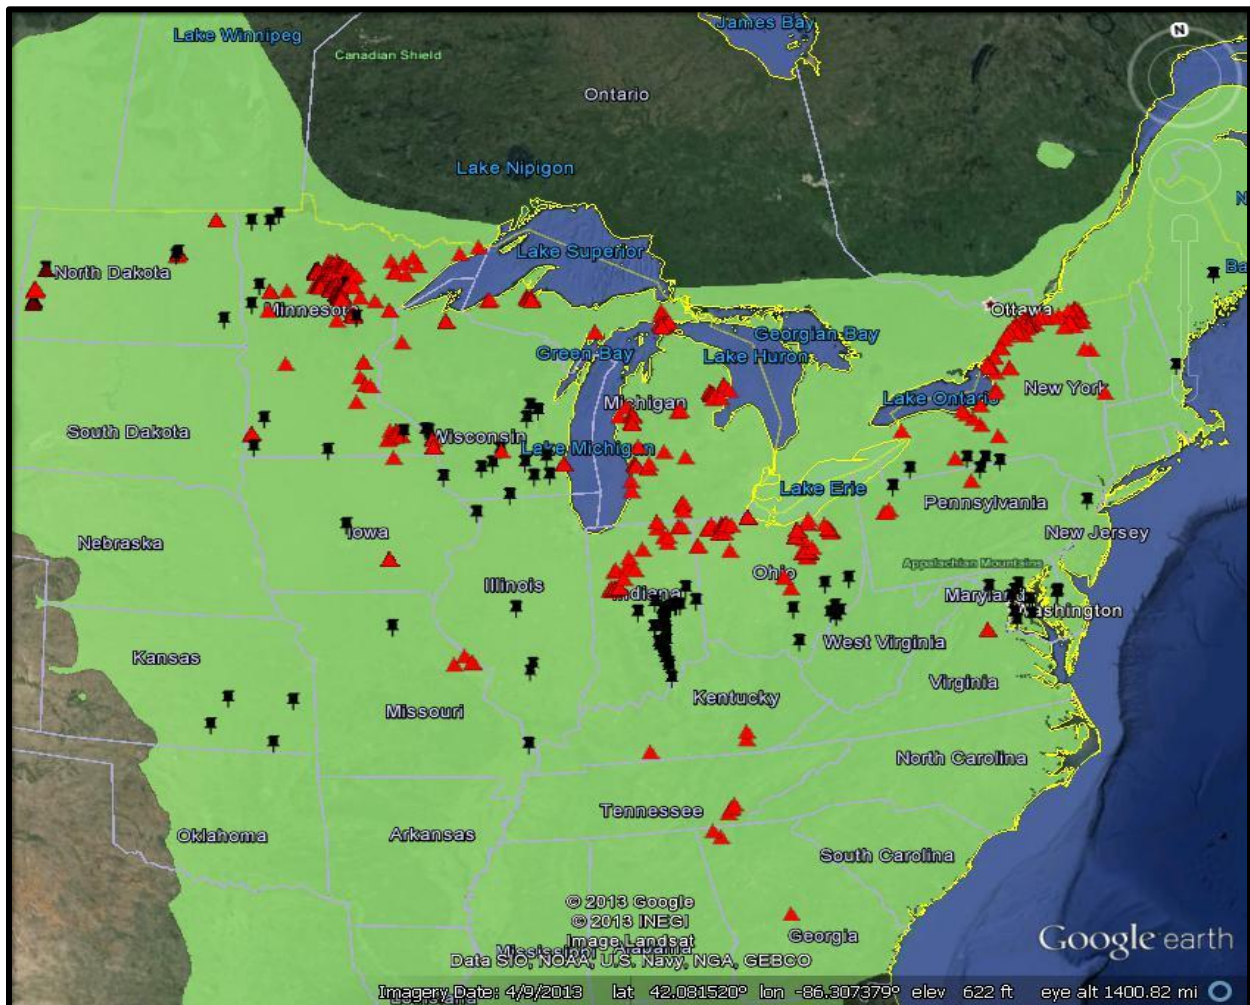 James Bay
Lake Winnipeg
N
Canadian Shield
Ontario
Lake Nipigon
Lake Superior
North Dakota
Ottawa
Georgian Bay
Green Bay
Lake Huron
New York
Lake Ontario
Michigan
South Dakota
Wisconsin
Lake Michigan
Lake Erie
Pennsylvania
New Jersey
Iowa
Nebraska
Appalachian Mountains
Ohio
Illinois
Indiana
Maryland
Washington
West Virginia
Kansas
Virginia
Kentucky
Missouri
North Carolina
Tennessee
Oklahoma
Arkansas
South Carolina
© 2013 Google
© 2013 INEGI
Georgia
Image Landsat
Google earth
Data SIO, NOAA, U.S. Navy, NGA, GEBCO
Imagery Date: 4/9/2013 lat 42.081520° lon -86.307379° elev 622 ft eye alt 1400.82 mi